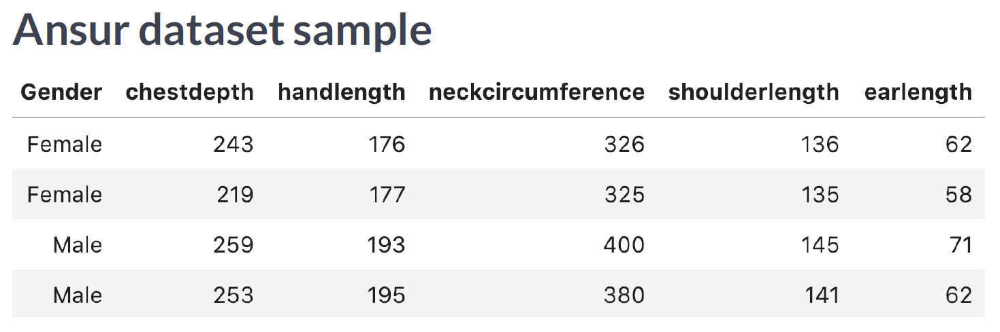 Ansur dataset sample
Gender chestdepth handlength neckcircumference shoulderlength earlength
Female 243 176 326 136 62
Female 219 177 325 135 58
Male 259 193 400 145 71
Male 253 195 380 141 62